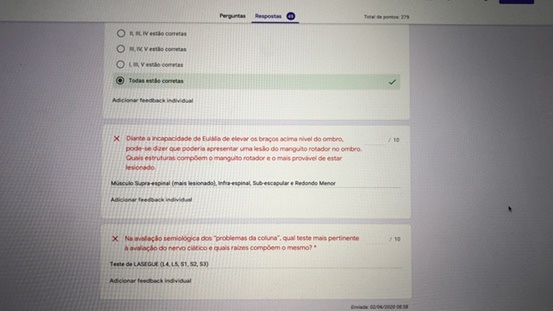 Perguntas Respostas 43 Total de pontos: 279
II, III, IV estão corretas
III, IV, V estão corretas
I, III, V estão corretas
Todas estão corretas
Adicionar feedback individual
Diante a incapacidade de Eulália de elevar os braços acima nível do ombro, / 10
pode-se dizer que poderia apresentar uma lesão do manguito rotador no ombro.
Quais estruturas compõem o manguito rotador e o mais provável de estar
lesionado.
Músculo Supra-espinal (mais lesionado), Infra-espinal, Sub-escapular e Redondo Menor
Adicionar feedback individual
Na avaliação semiológica dos "problemas da coluna", qual teste mais pertinente / 10
à avaliação do nervo ciático e quais raízes compõem o mesmo? *
Teste de LASEGUE (L4, L5, S1, S2, S3)
Adicionar feedback individual
Enviada: 02/06/2020